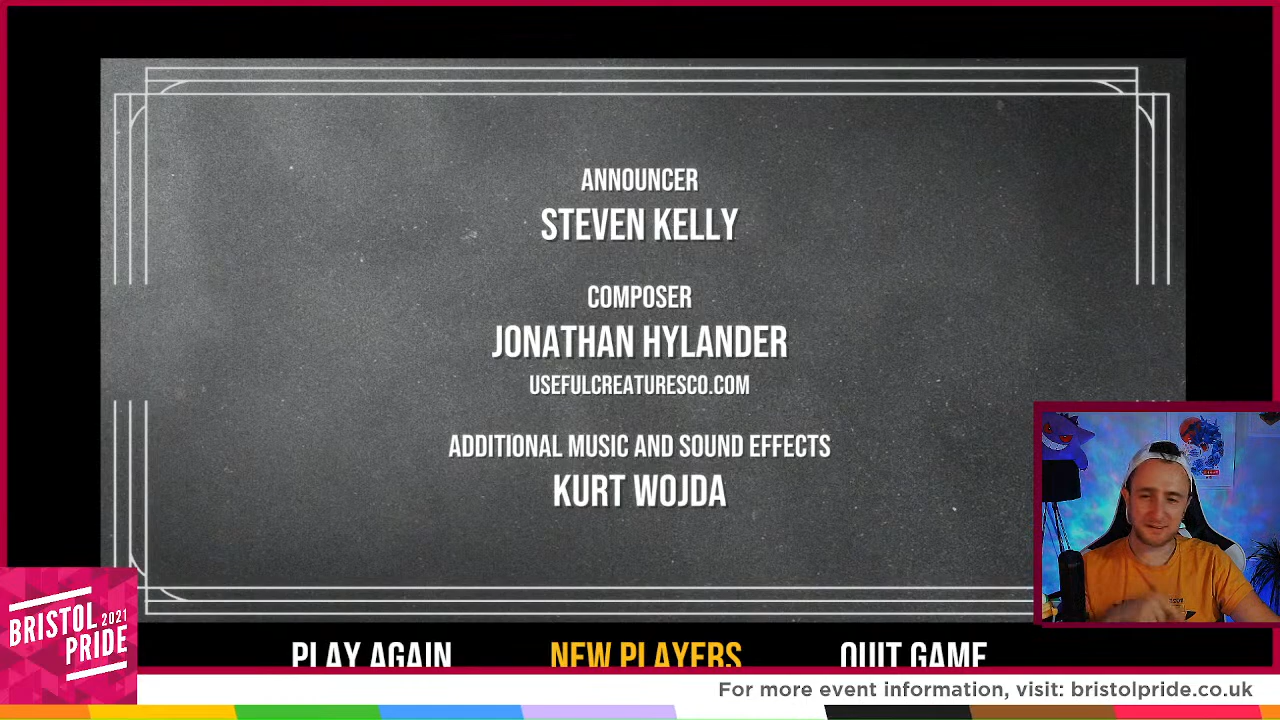 ANNOUNCER
STEVEN KELLY
COMPOSER
JONATHAN HYLANDER
USEFULCREATURESCO.COM
ADDITIONAL MUSIC AND SOUND EFFECTS
KURT WOJDA
PLAY AGAIN
NEW PLAYERS
QUIT GAME
BRISTOL 2021
PRIDE
For more event information, visit: bristolpride.co.uk